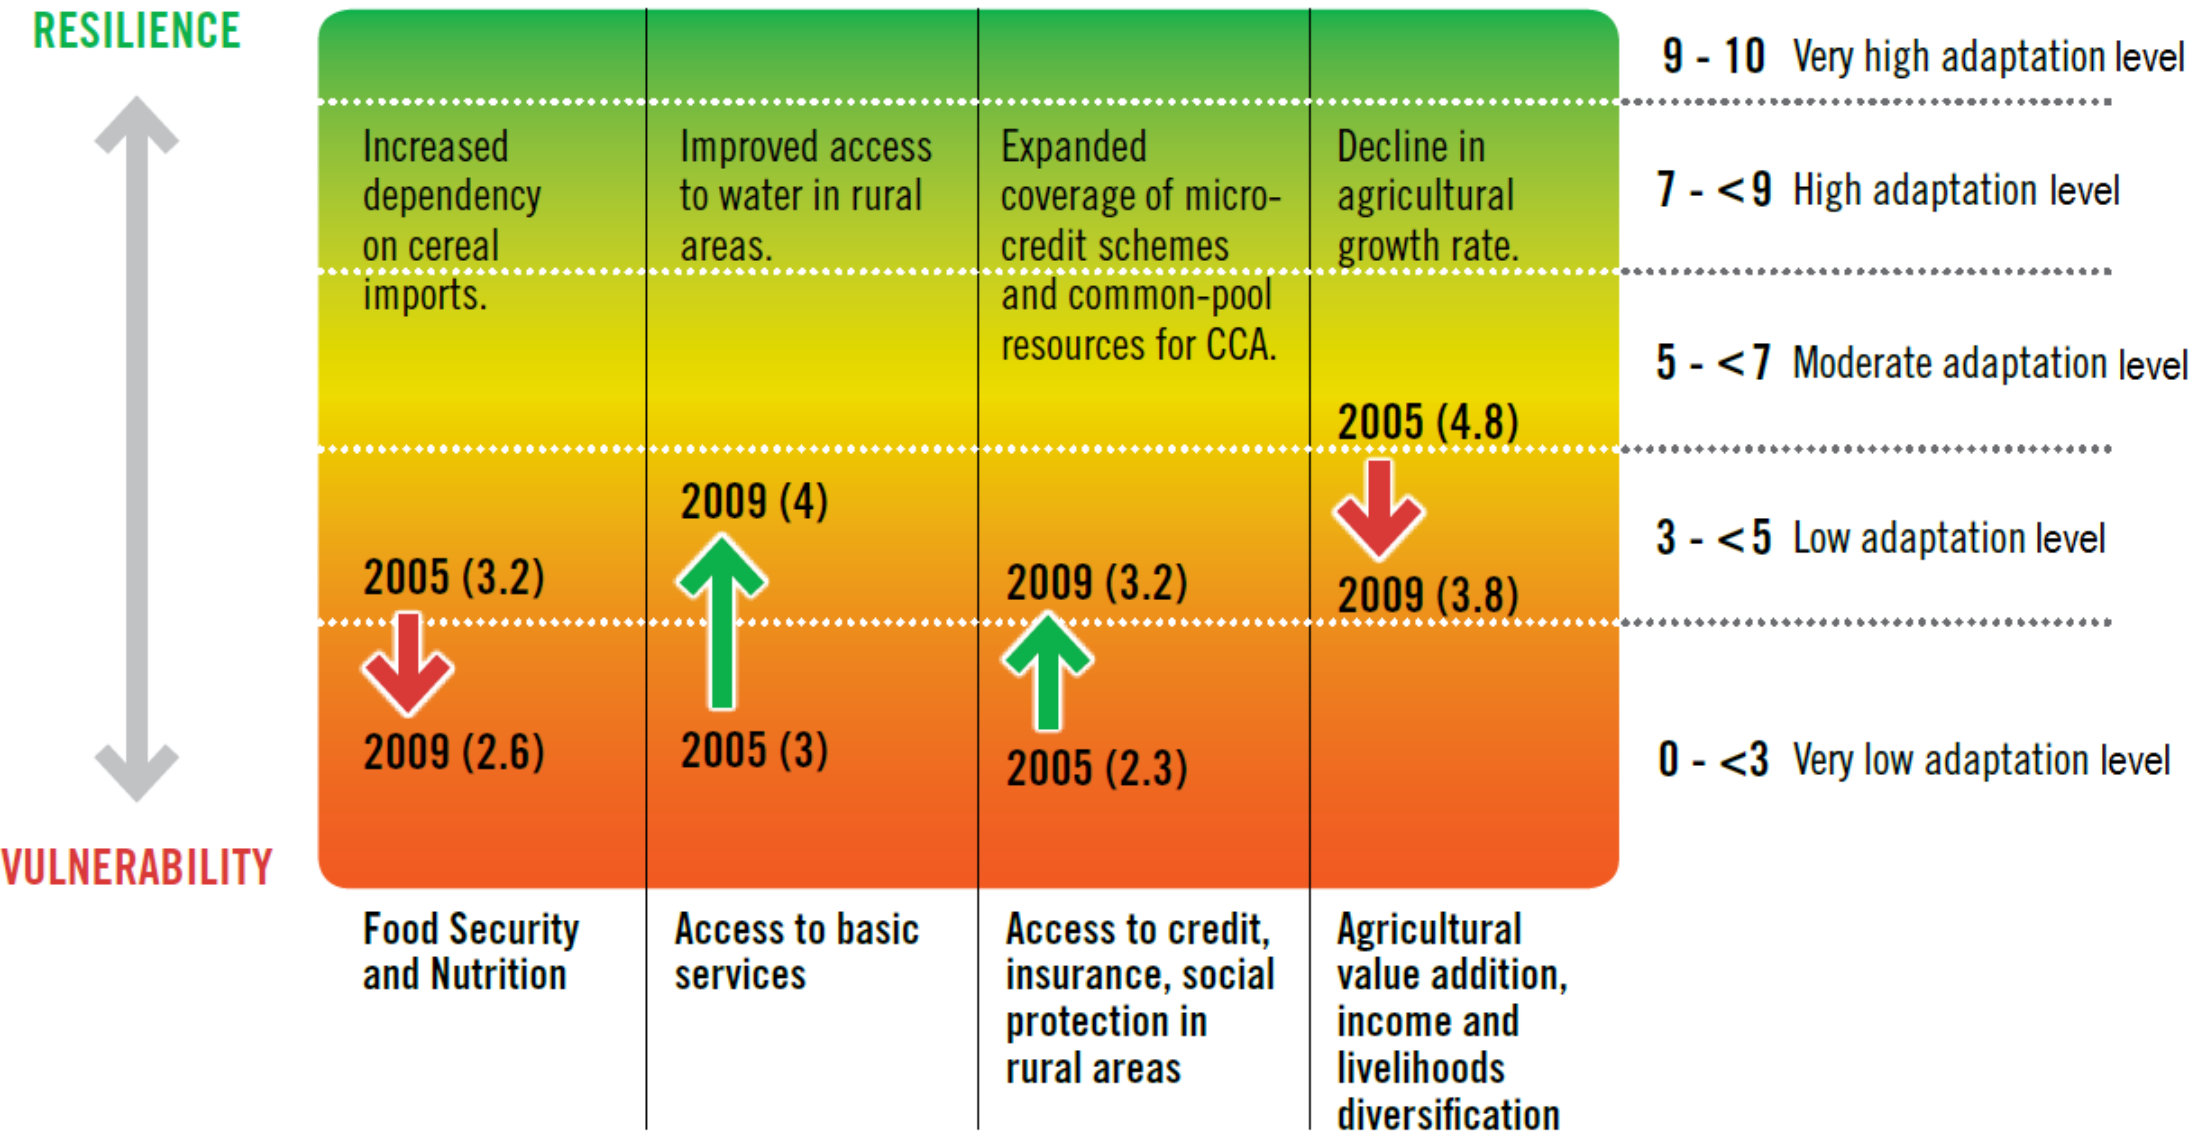 RESILIENCE
VULNERABILITY
Increased
dependency
on cereal
imports.
2005 (3.2)
2009 (2.6)
Food Security
and Nutrition
Improved access
to water in rural
areas.
2009 (4)
2005 (3)
Access to basic
services
Expanded
coverage of micro-
credit schemes
and common-pool
resources for CCA.
2009 (3.2)
2005 (2.3)
Access to credit,
insurance, social
protection in
rural areas
Decline in
agricultural
growth rate.
2005 (4.8)
2009 (3.8)
Agricultural
value addition,
income and
livelihoods
diversification
9 - 10 Very high adaptation level
7 - <9 High adaptation level
5 - <7 Moderate adaptation level
3 - <5 Low adaptation level
0 - <3 Very low adaptation level